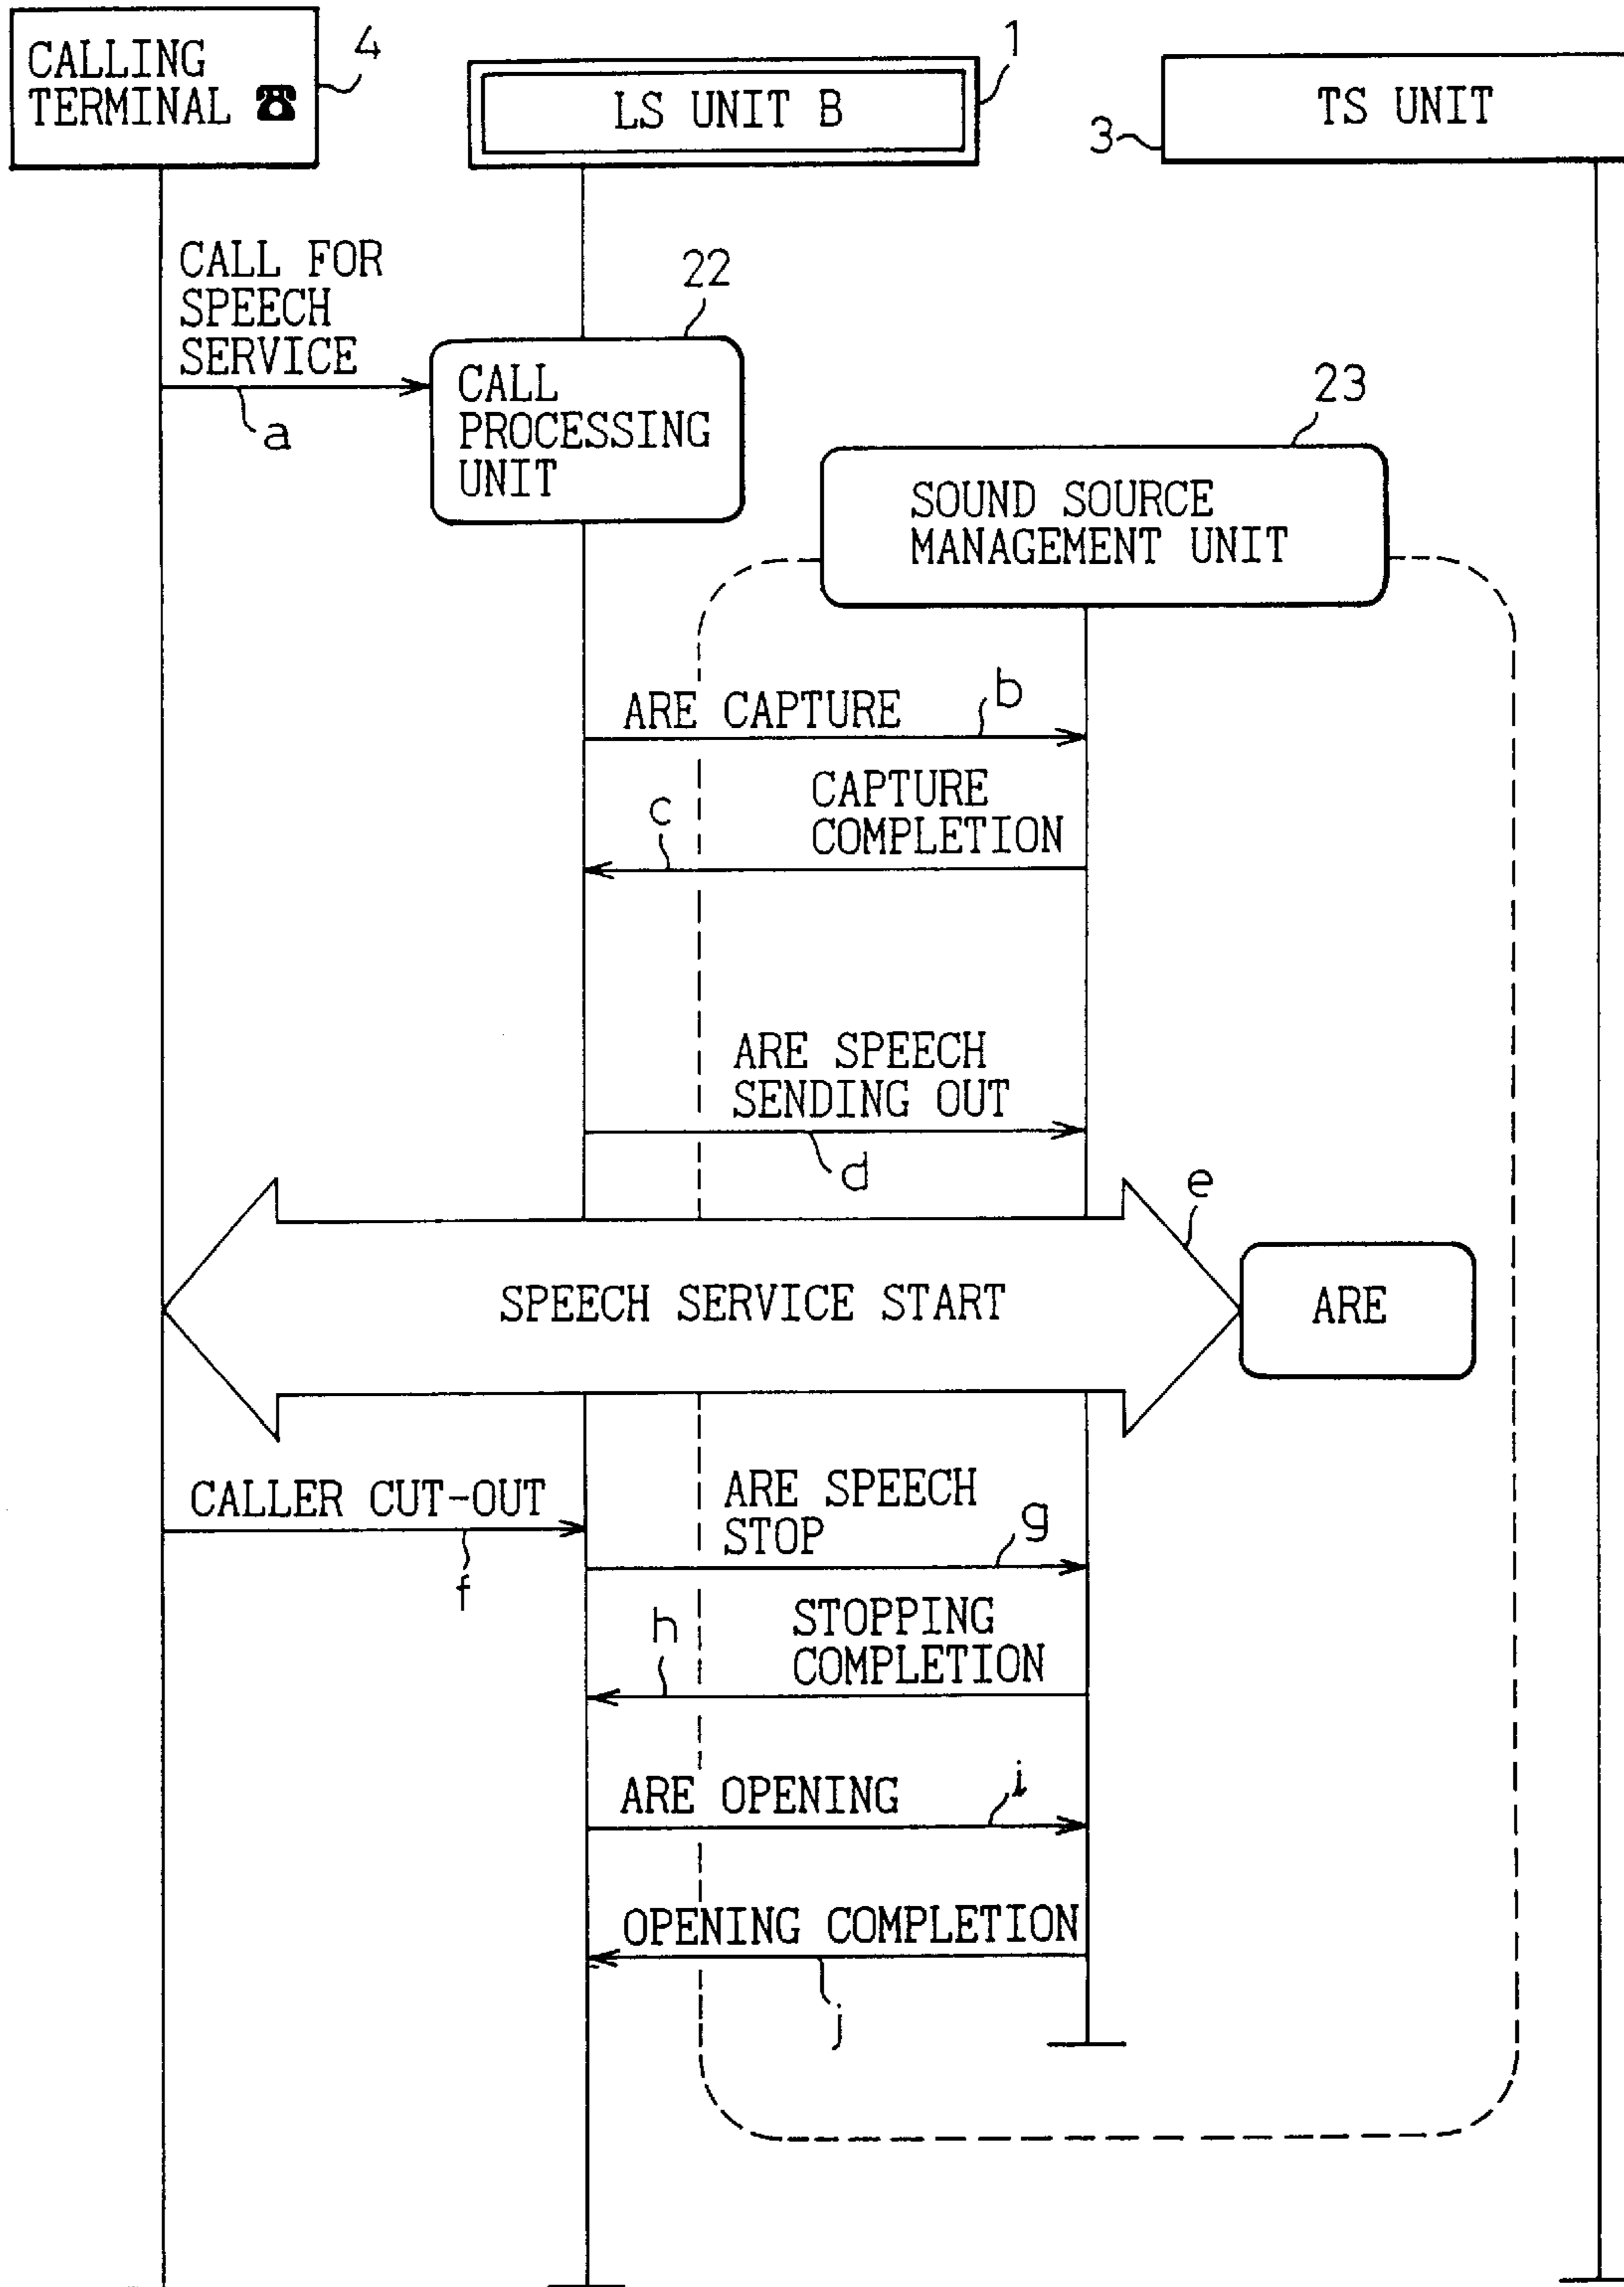 CALLING
TERMINAL ☎
4
LS UNIT B
1
3
TS UNIT
CALL FOR
SPEECH
SERVICE
a
22
CALL
PROCESSING
UNIT
23
SOUND SOURCE
MANAGEMENT UNIT
ARE CAPTURE
b
c
CAPTURE
COMPLETION
ARE SPEECH
SENDING OUT
d
e
SPEECH SERVICE START
ARE
CALLER CUT-OUT
f
ARE SPEECH
STOP
g
h
STOPPING
COMPLETION
ARE OPENING
i
OPENING COMPLETION
j